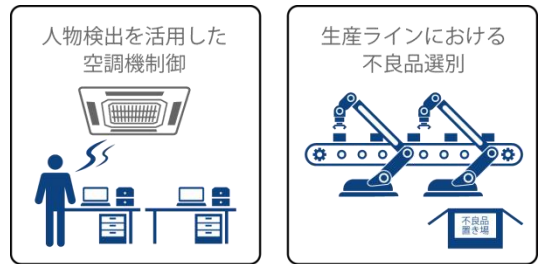 人物検出を活用した
空調機制御
生産ラインにおける
不良品選別
不良品
置き場